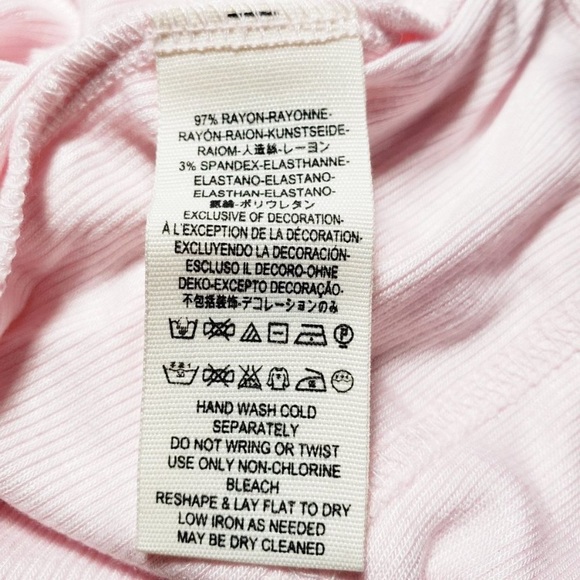 97% RAYON-RAYONNE-
RAYÓN-RAION-KUNSTSEIDE-
RAIOM-人造絲-レーヨン
3% SPANDEX-ELASTHANNE-
ELASTANO-ELASTANO-
ELASTHAN-ELASTANO-
ポリウレタン
EXCLUSIVE OF DECORATION-
À L'EXCEPTION DE LA DÉCORATION-
EXCLUYENDO LA DECORACIÓN-
ESCLUSO IL DECORO-OHNE
DEKO-EXCEPTO DECORAÇÃO-
不包括装飾-デコレーションのみ
P
HAND WASH COLD
SEPARATELY
DO NOT WRING OR TWIST
USE ONLY NON-CHLORINE
BLEACH
RESHAPE & LAY FLAT TO DRY
LOW IRON AS NEEDED
MAY BE DRY CLEANED